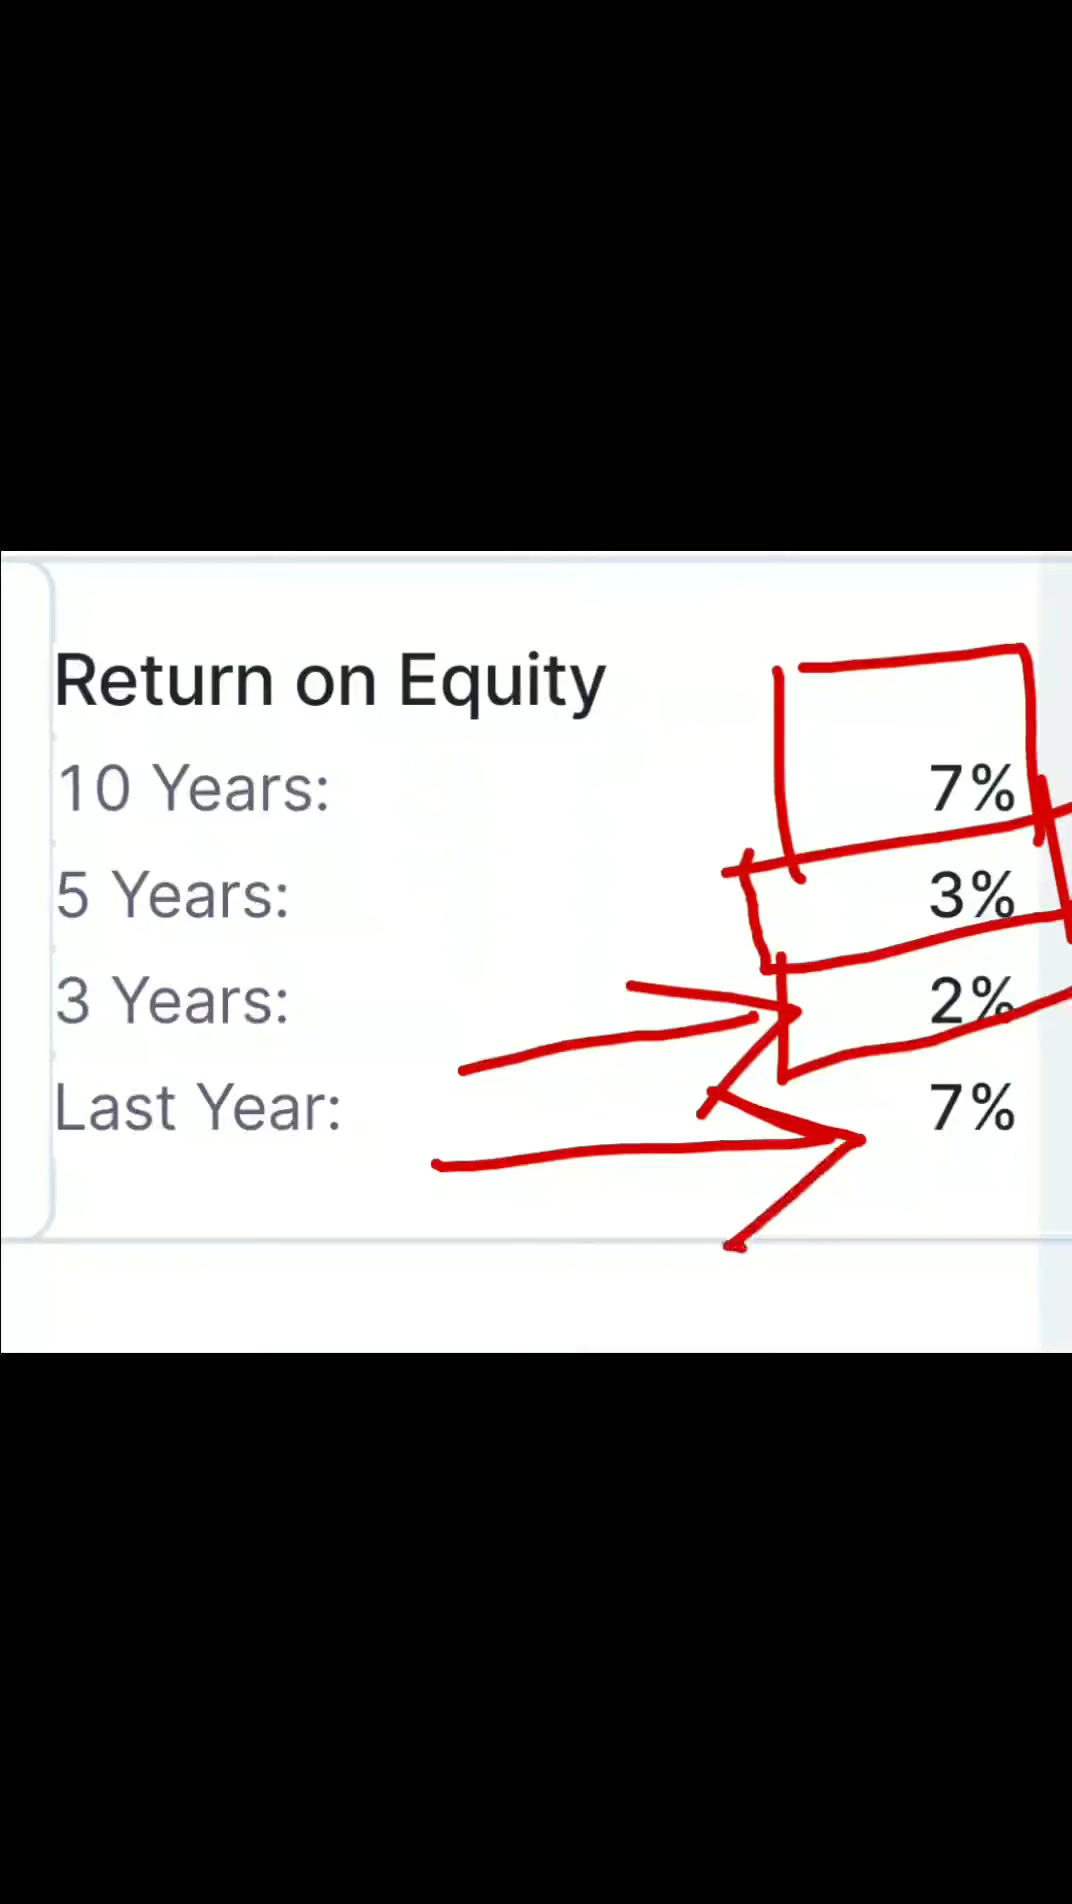 Return on Equity
10 Years: 7%
5 Years: 3%
3 Years: 2%
Last Year: 7%